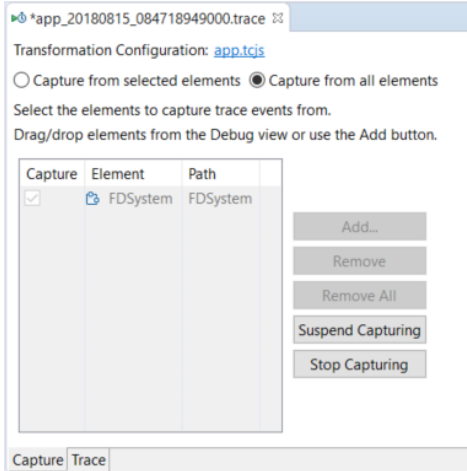 *app_20180815_084718949000.trace
Transformation Configuration: app.tcjs
Capture from selected elements Capture from all elements
Select the elements to capture trace events from.
Drag/drop elements from the Debug view or use the Add button.
Capture Element Path
FDSystem FDSystem
Add...
Remove
Remove All
Suspend Capturing
Stop Capturing
Capture Trace